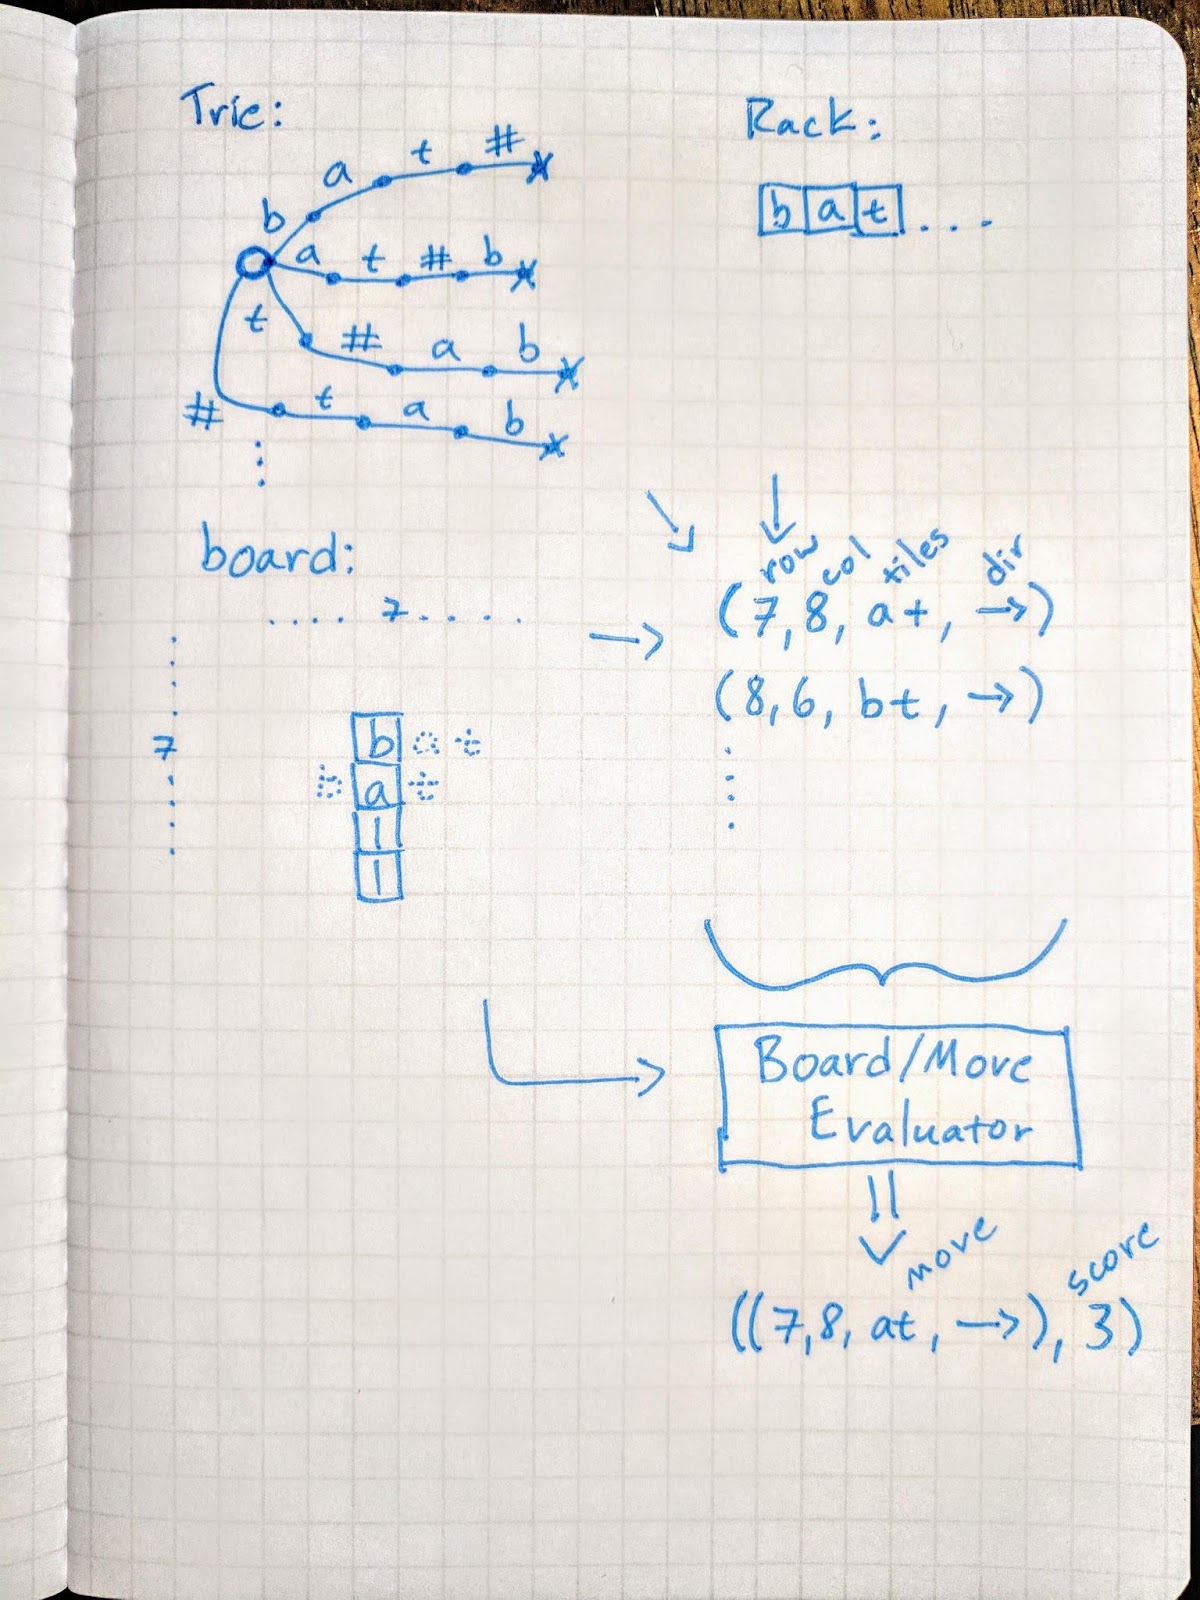 Trie:
Rack:
b a t #
a t # b
t # a b
# t a b
b a t ...
board:
.... 7 ....
7
b a t
b a t
l
l
row col tiles dir
(7, 8, at, →)
(8, 6, bt, →)
Board/Move
Evaluator
move score
((7, 8, at, →), 3)